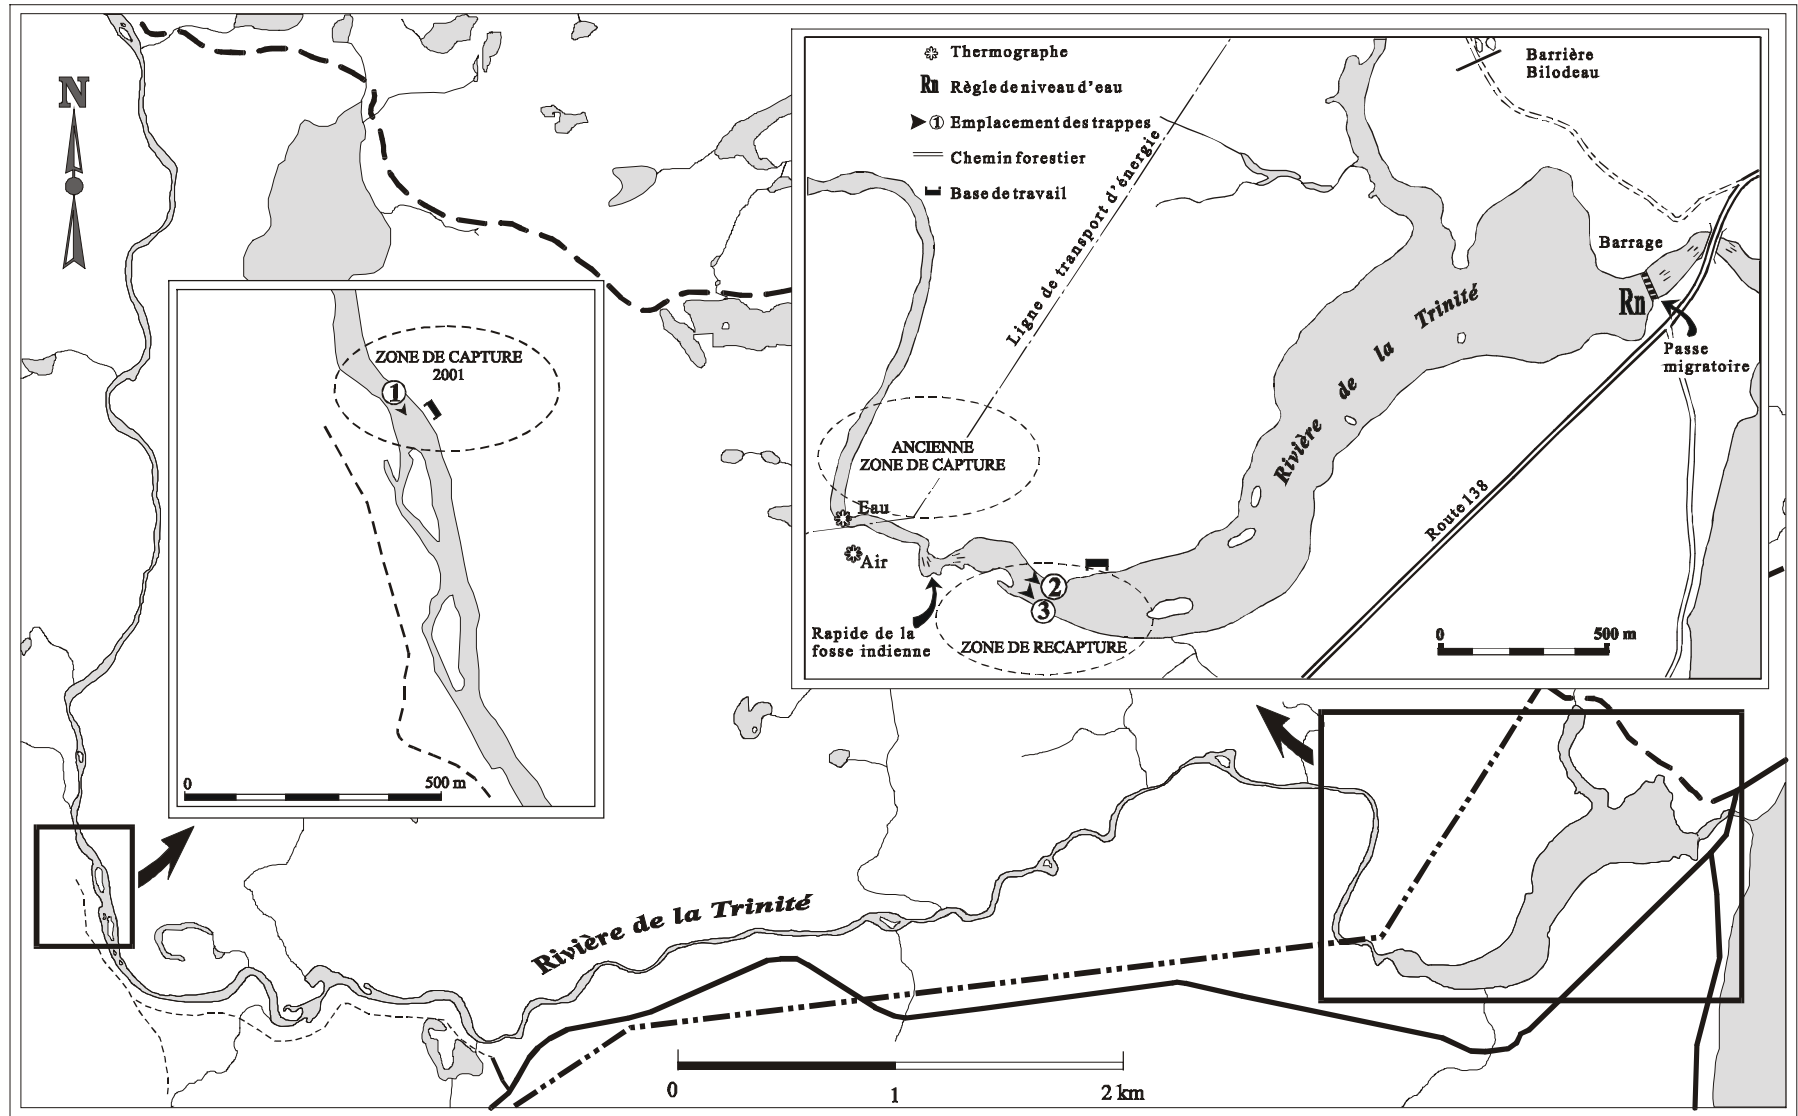 N
Thermographe
Rn Règle de niveau d'eau
1 Emplacement des trappes
Chemin forestier
Base de travail
Ligne de transport d'énergie
Barrière
Bilodeau
Barrage
Rn
Passe
migratoire
Rivière de la Trinité
Route 138
ANCIENNE
ZONE DE CAPTURE
Eau
Air
2
3
Rapide de la
fosse indienne
ZONE DE RECAPTURE
0 500 m
ZONE DE CAPTURE
2001
1
0 500 m
Rivière de la Trinité
0 1 2 km